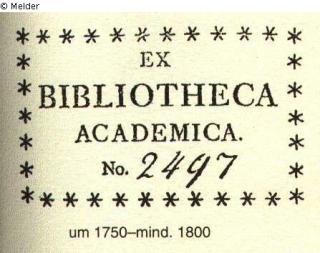 © Melder
EX
BIBLIOTHECA
ACADEMICA.
No. 2497
um 1750–mind. 1800